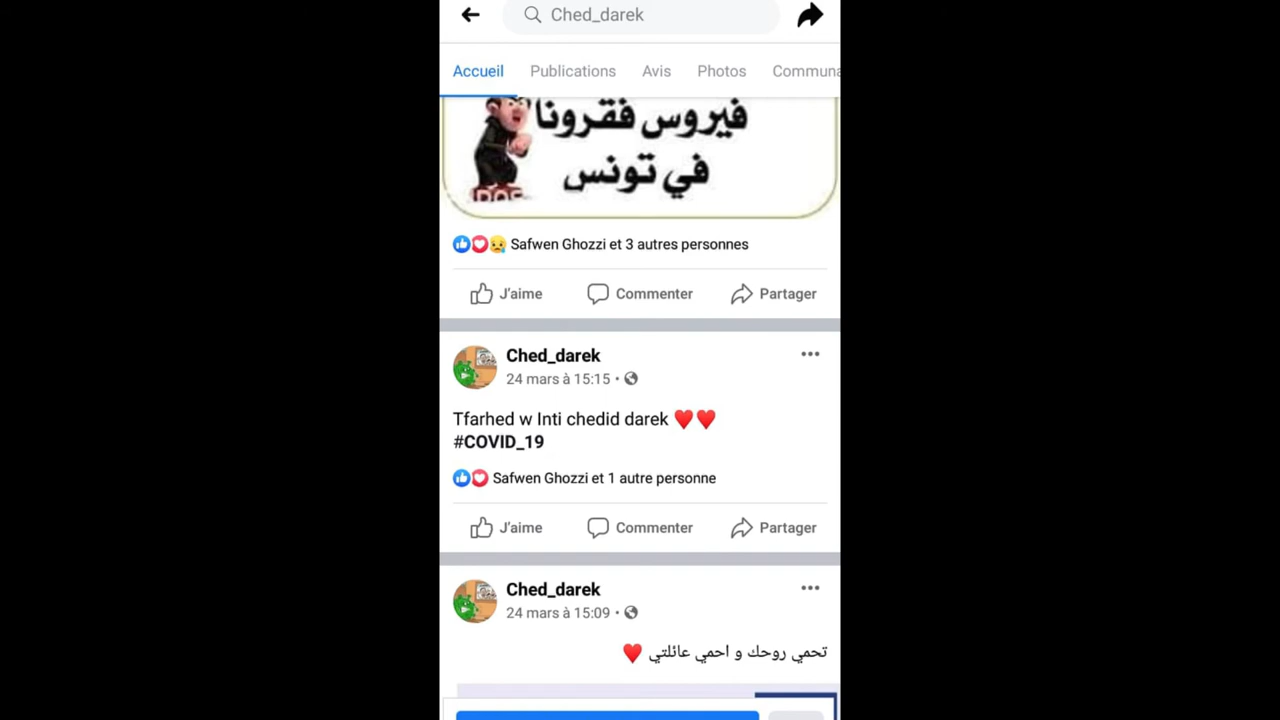 Ched_darek
Accueil Publications Avis Photos Communa
فيروس فقرونا
في تونس
Safwen Ghozzi et 3 autres personnes
J'aime Commenter Partager
Ched_darek
24 mars à 15:15
Tfarhed w Inti chedid darek ♥️♥️
#COVID_19
Safwen Ghozzi et 1 autre personne
J'aime Commenter Partager
Ched_darek
24 mars à 15:09
تحمي روحك و احمي عائلتي ♥️